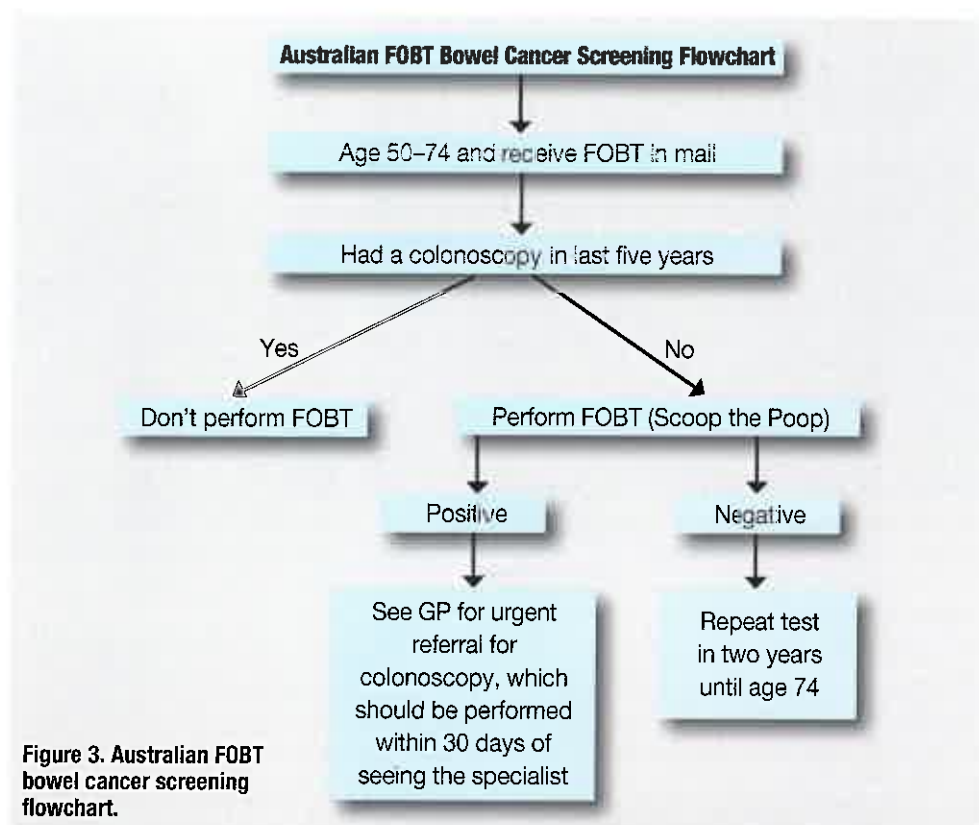 Australian FOBT Bowel Cancer Screening Flowchart
Age 50–74 and receive FOBT in mail
Had a colonoscopy in last five years
Yes
No
Don't perform FOBT
Perform FOBT (Scoop the Poop)
Positive
Negative
See GP for urgent
referral for
colonoscopy, which
should be performed
within 30 days of
seeing the specialist
Repeat test
in two years
until age 74
Figure 3. Australian FOBT
bowel cancer screening
flowchart.